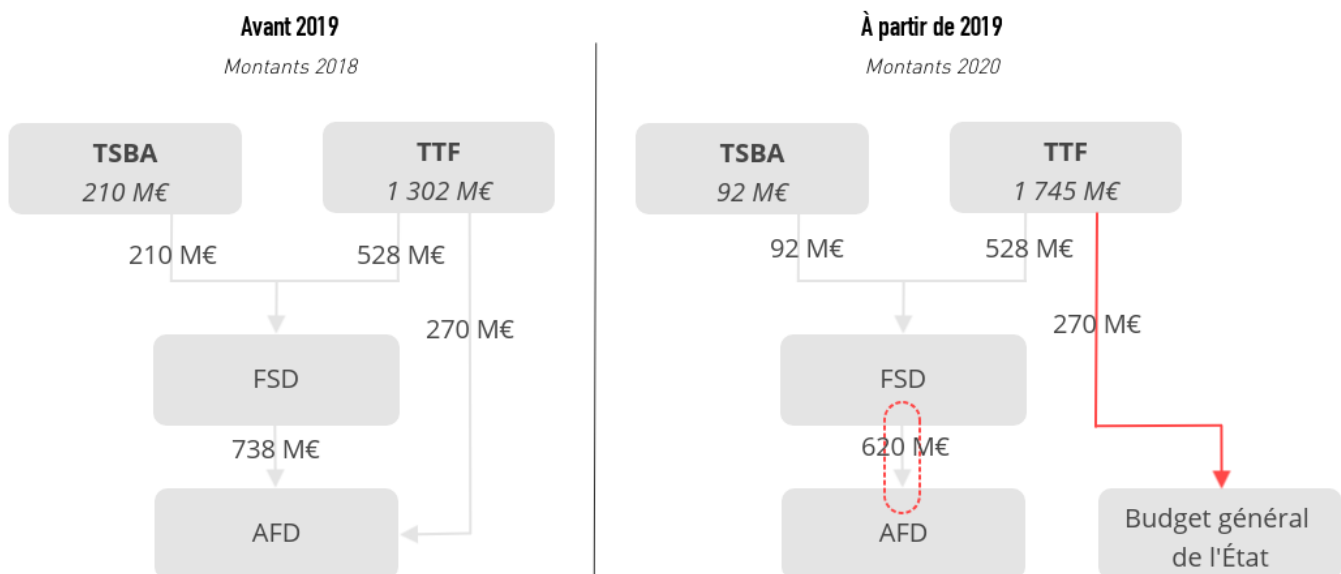 Avant 2019
Montants 2018
TSBA
210 M€
TTF
1 302 M€
210 M€
528 M€
270 M€
FSD
738 M€
AFD
À partir de 2019
Montants 2020
TSBA
92 M€
TTF
1 745 M€
92 M€
528 M€
270 M€
FSD
620 M€
AFD
Budget général
de l'État